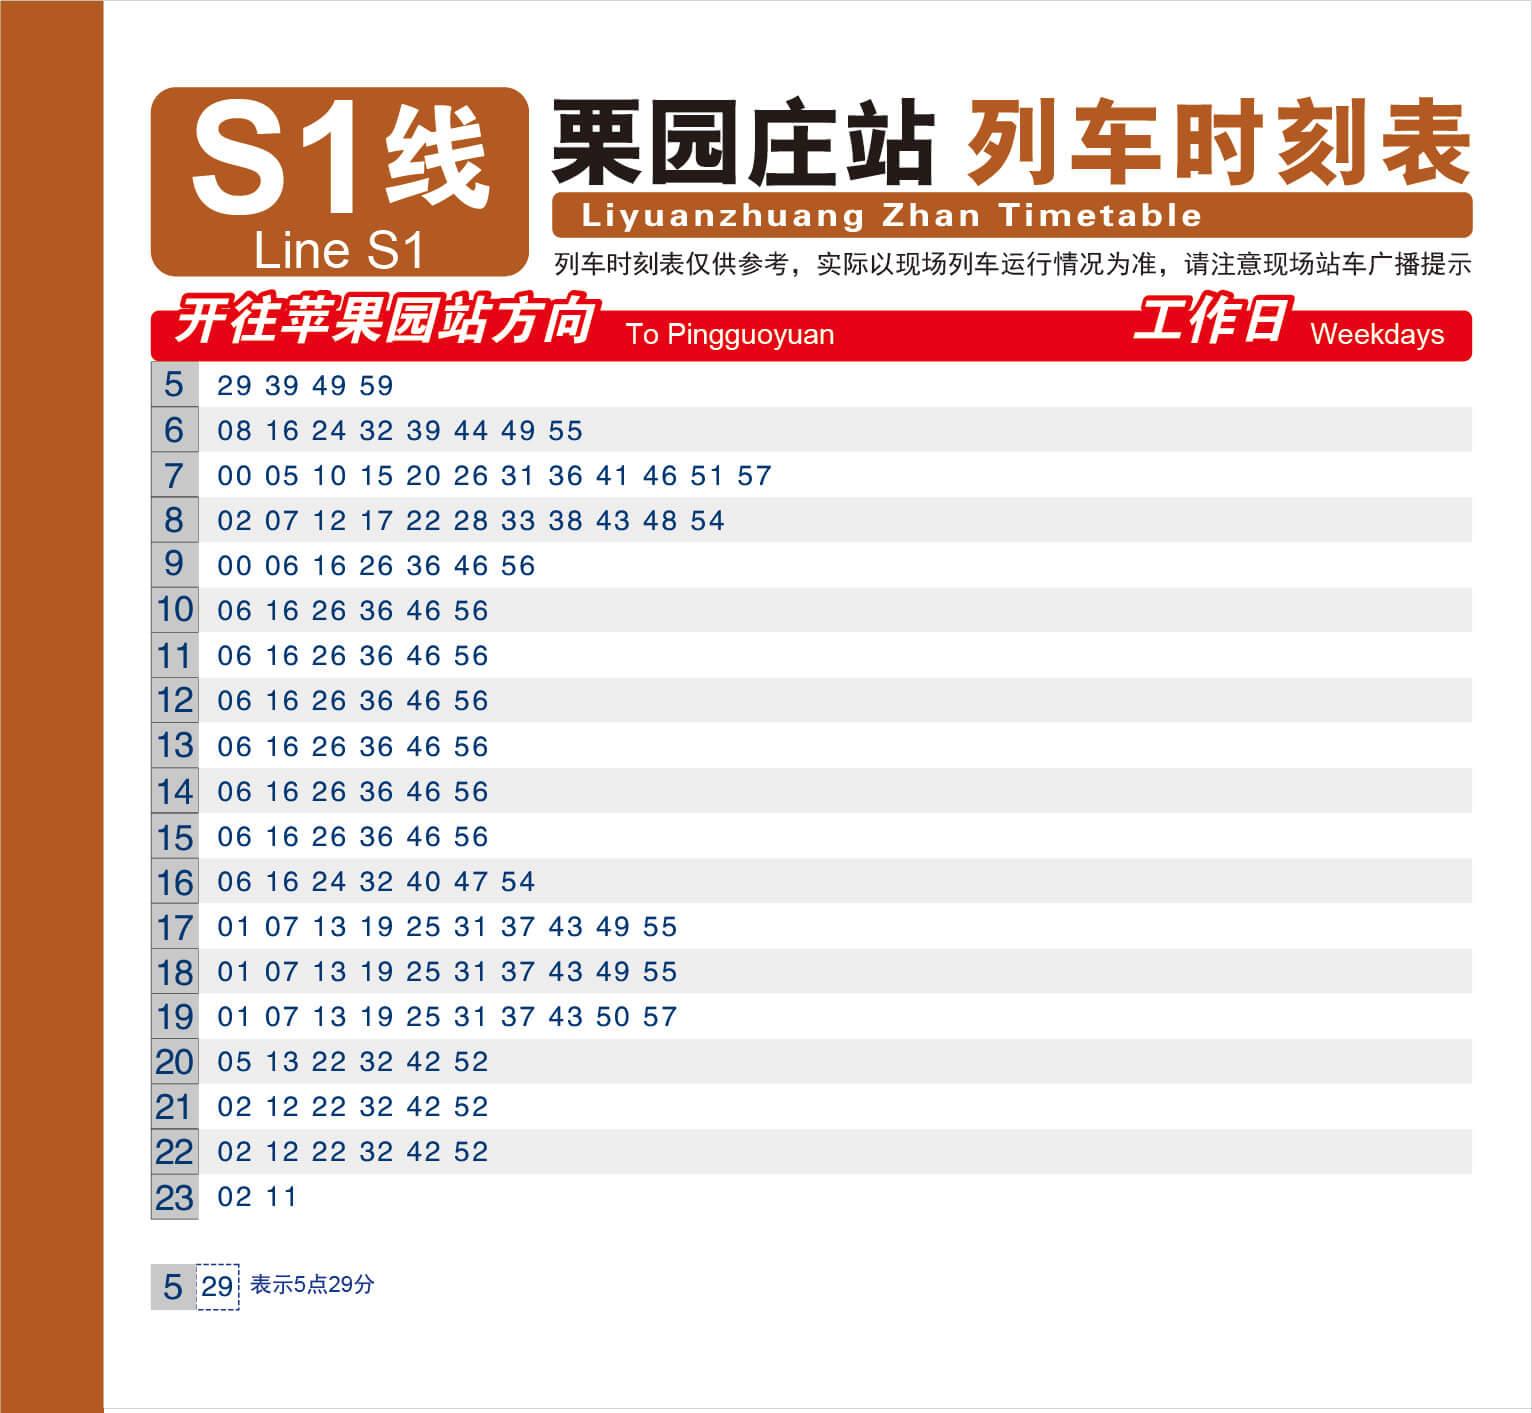 S1线
Line S1
栗园庄站 列车时刻表
Liyuanzhuang Zhan Timetable
列车时刻表仅供参考，实际以现场列车运行情况为准，请注意现场站车广播提示
开往苹果园站方向 To Pingguoyuan 工作日 Weekdays
5 29 39 49 59
6 08 16 24 32 39 44 49 55
7 00 05 10 15 20 26 31 36 41 46 51 57
8 02 07 12 17 22 28 33 38 43 48 54
9 00 06 16 26 36 46 56
10 06 16 26 36 46 56
11 06 16 26 36 46 56
12 06 16 26 36 46 56
13 06 16 26 36 46 56
14 06 16 26 36 46 56
15 06 16 26 36 46 56
16 06 16 24 32 40 47 54
17 01 07 13 19 25 31 37 43 49 55
18 01 07 13 19 25 31 37 43 49 55
19 01 07 13 19 25 31 37 43 50 57
20 05 13 22 32 42 52
21 02 12 22 32 42 52
22 02 12 22 32 42 52
23 02 11
5 29 表示5点29分